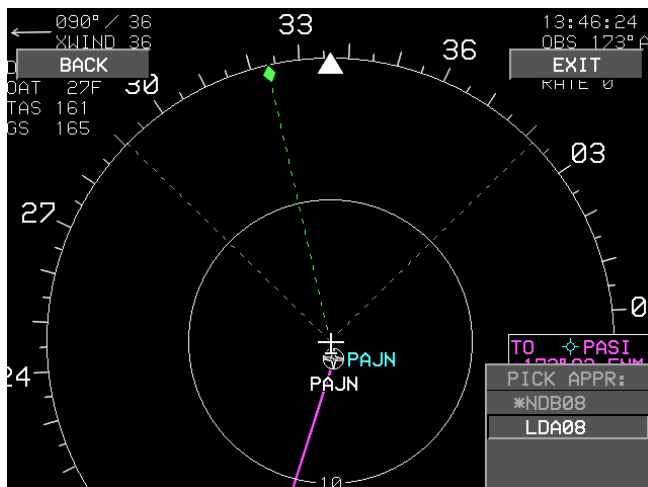 090°/ 36
XWIND 36
BACK
OAT 27F
TAS 161
GS 165
13:46:24
OBS 173°A
EXIT
RATE 0
33
36
30
03
27
24
PAJN
PAJN
10
TO PASI
PICK APPR:
*NDB08
LDA08